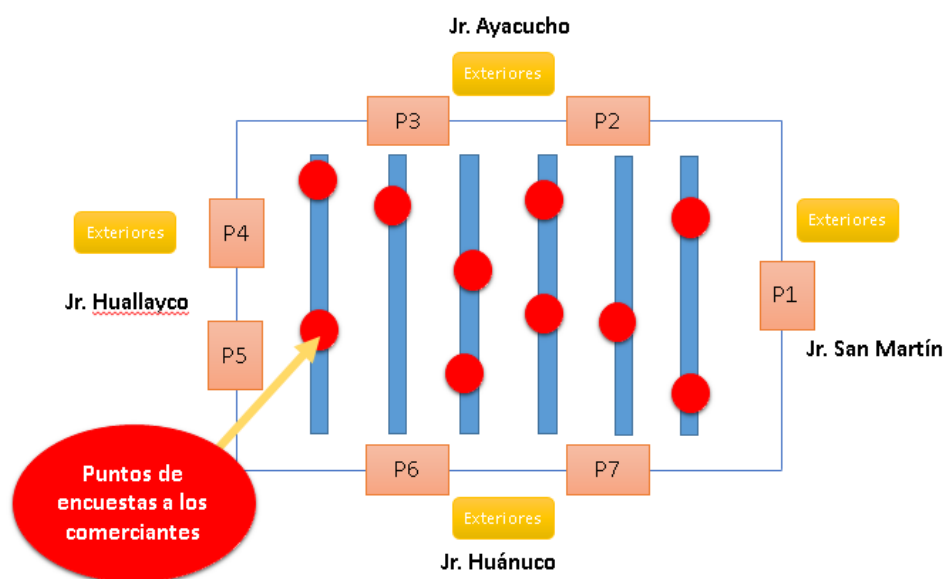 Jr. Ayacucho
Exteriores
P3
P2
Exteriores
P4
Exteriores
Jr. Huallayco
P1
P5
Jr. San Martín
Puntos de
encuestas a los
comerciantes
P6
P7
Exteriores
Jr. Huánuco